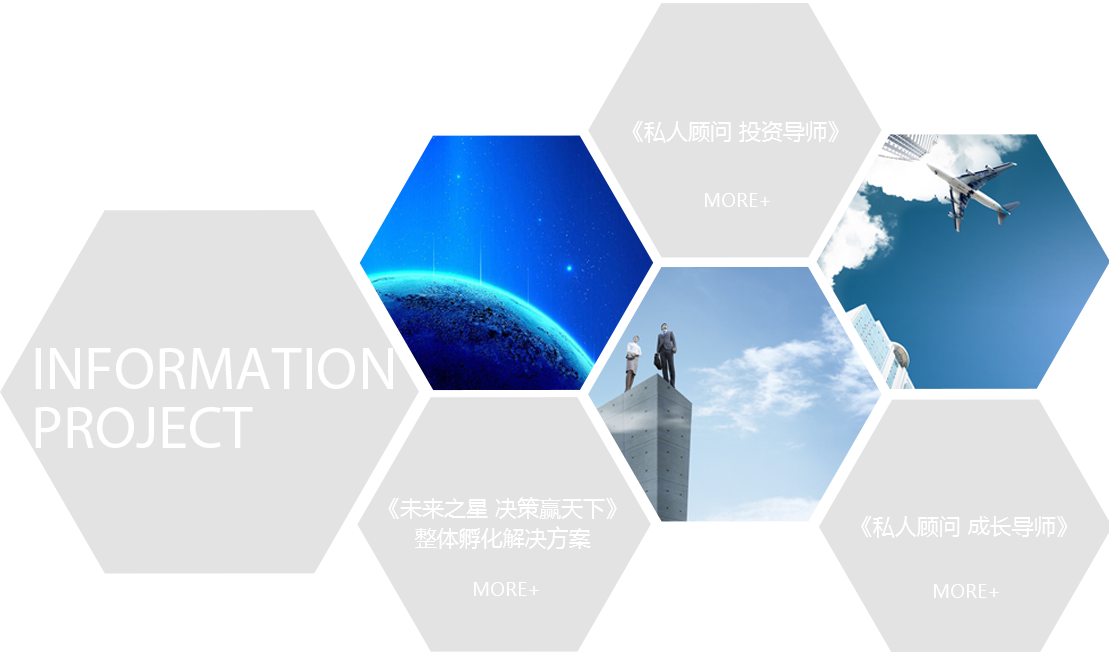 INFORMATION
PROJECT
《私人顾问 投资导师》
MORE+
《未来之星 决策赢天下》
整体孵化解决方案
MORE+
《私人顾问 成长导师》
MORE+